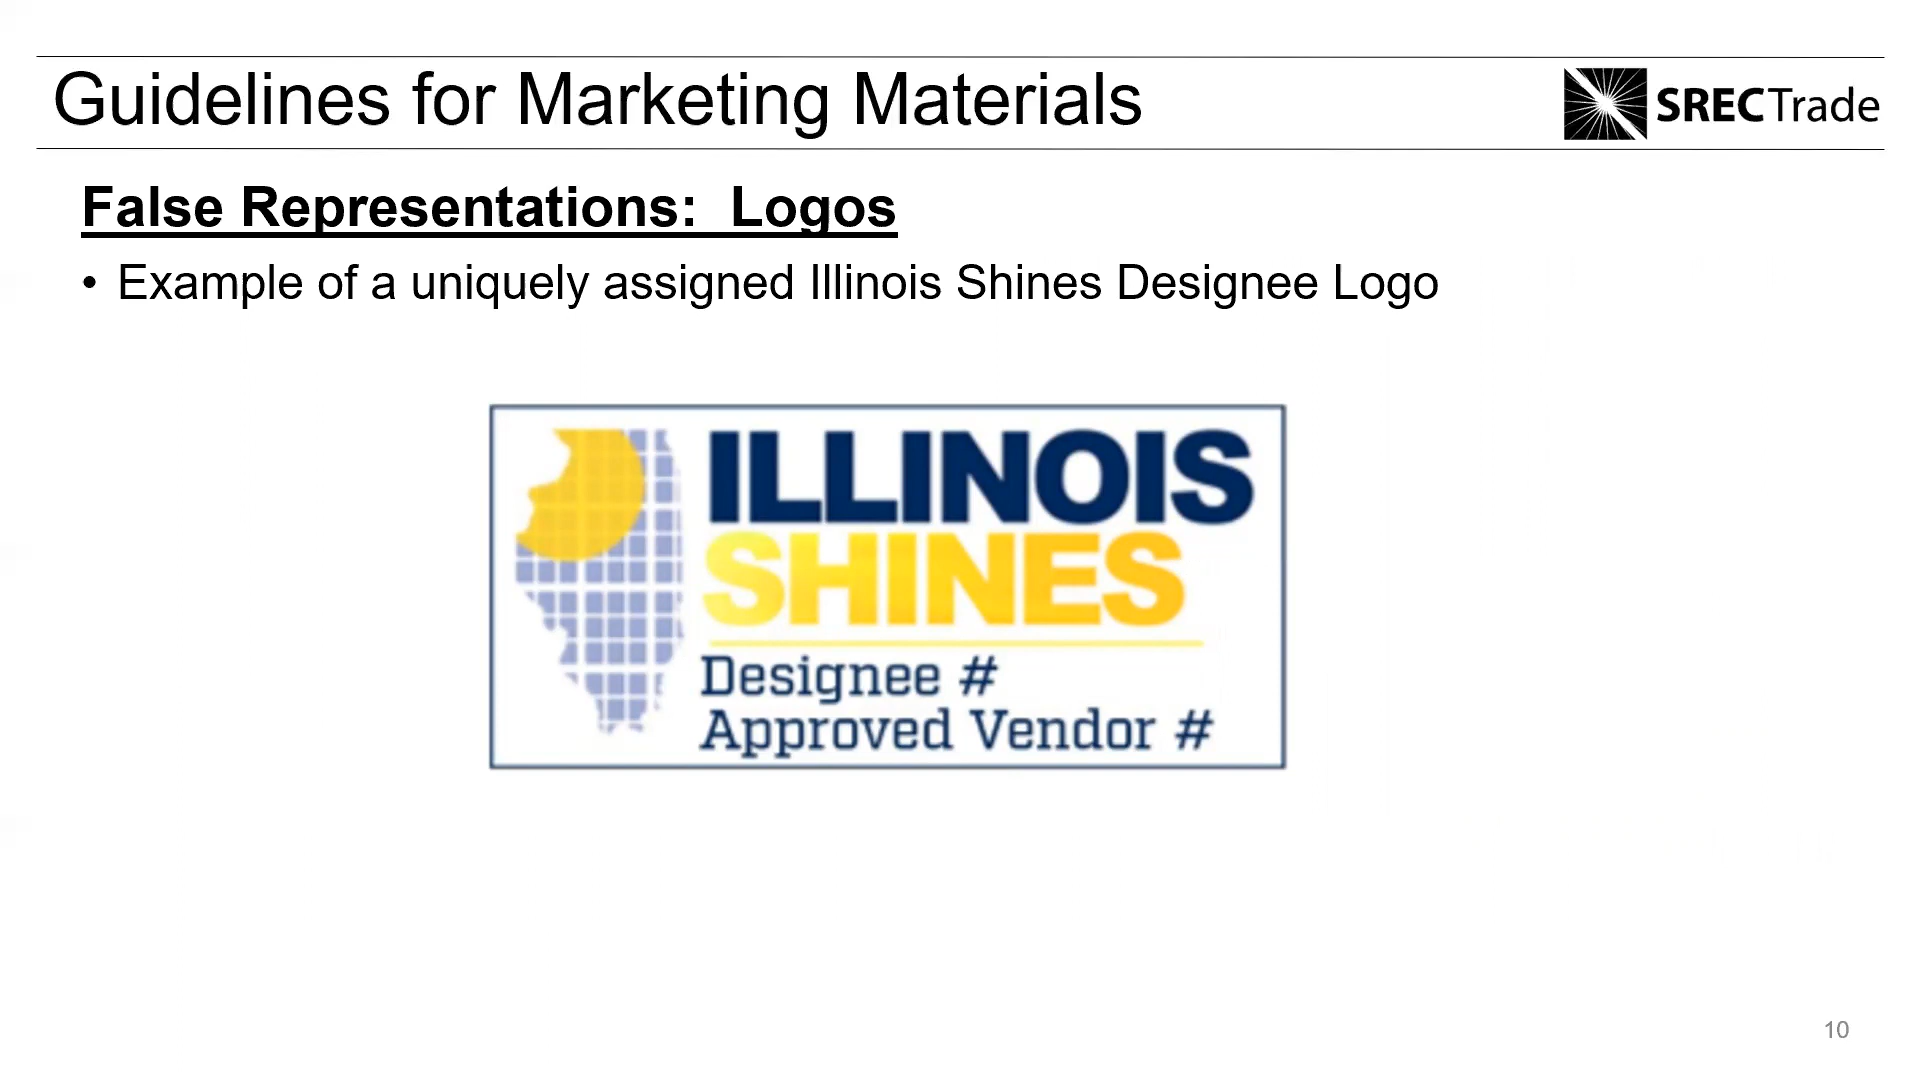 Guidelines for Marketing Materials
SRECTrade
False Representations:  Logos
• Example of a uniquely assigned Illinois Shines Designee Logo
ILLINOIS
SHINES
Designee #
Approved Vendor #
10